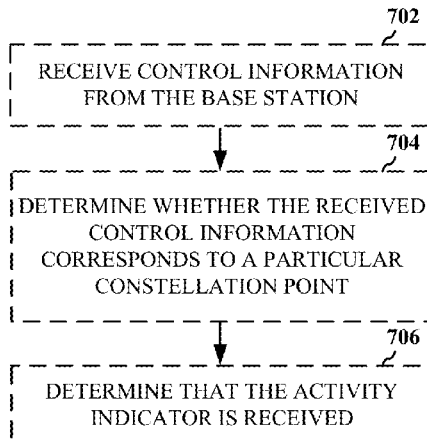 702
RECEIVE CONTROL INFORMATION
FROM THE BASE STATION
704
DETERMINE WHETHER THE RECEIVED
CONTROL INFORMATION
CORRESPONDS TO A PARTICULAR
CONSTELLATION POINT
706
DETERMINE THAT THE ACTIVITY
INDICATOR IS RECEIVED